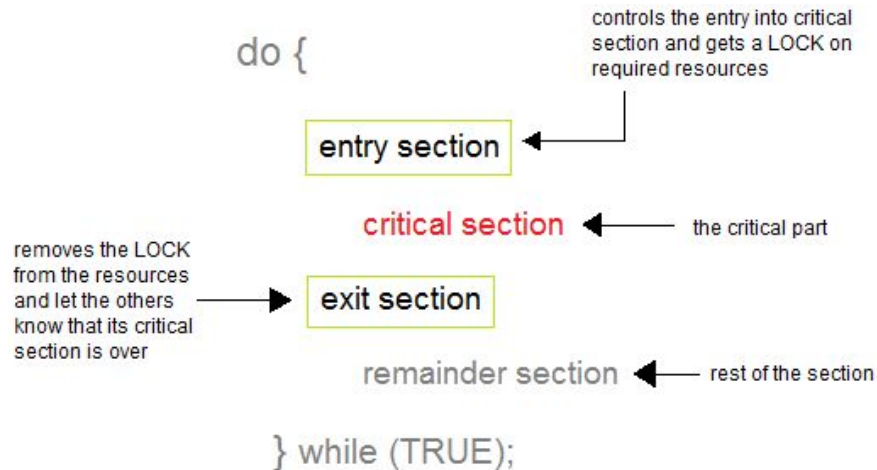 controls the entry into critical
section and gets a LOCK on
required resources
do {
entry section
critical section
the critical part
removes the LOCK
from the resources
and let the others
know that its critical
section is over
exit section
remainder section
rest of the section
} while (TRUE);